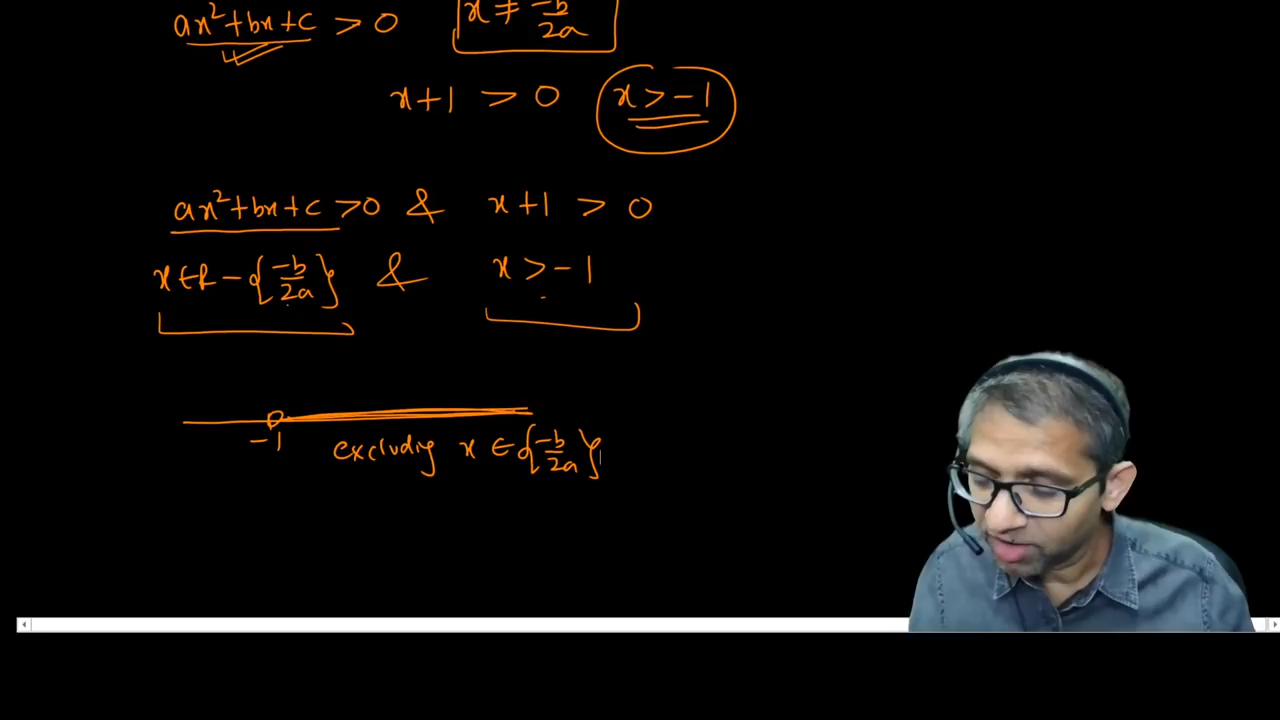 ax²+bx+c > 0 x ≠ -b/2a
x+1 > 0 x > -1
ax²+bx+c >0 & x+1 > 0
x∈R - {-b/2a} & x > -1
-1
excluding x ∈ {-b/2a}